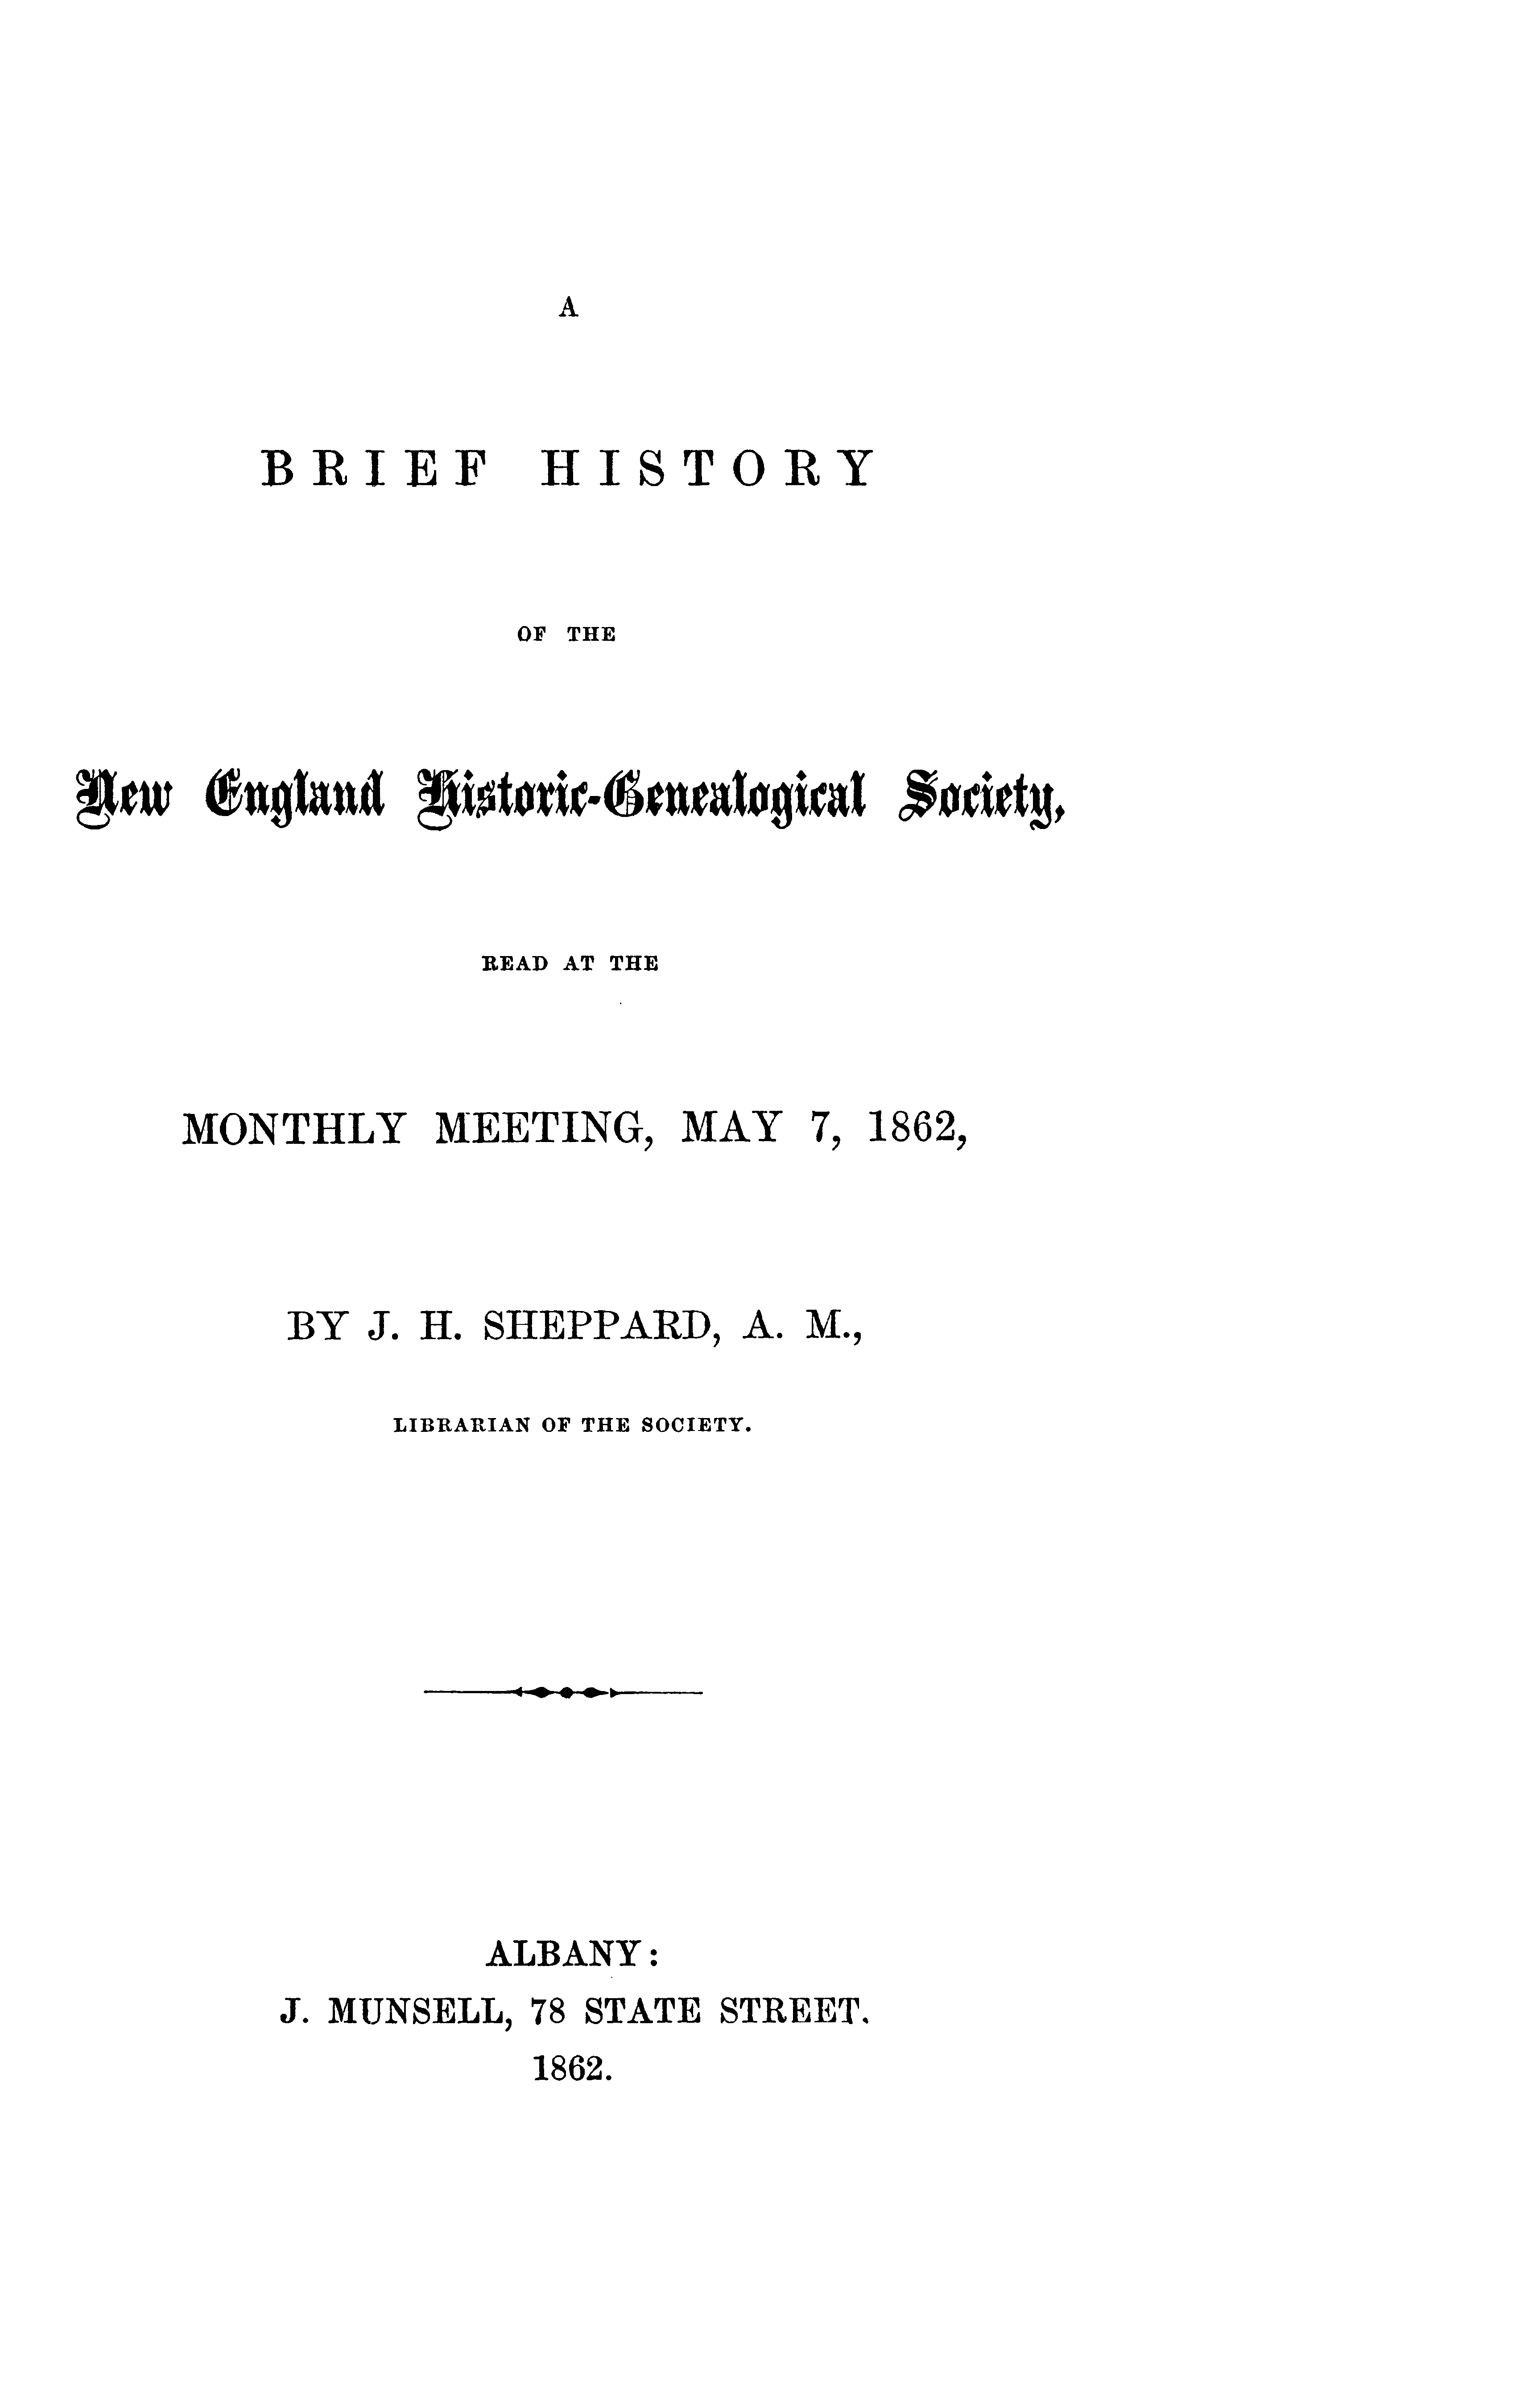 A
BRIEF HISTORY
OF THE
New England Historic-Genealogical Society,
READ AT THE
MONTHLY MEETING, MAY 7, 1862,
BY J. H. SHEPPARD, A. M.,
LIBRARIAN OF THE SOCIETY.
ALBANY:
J. MUNSELL, 78 STATE STREET.
1862.